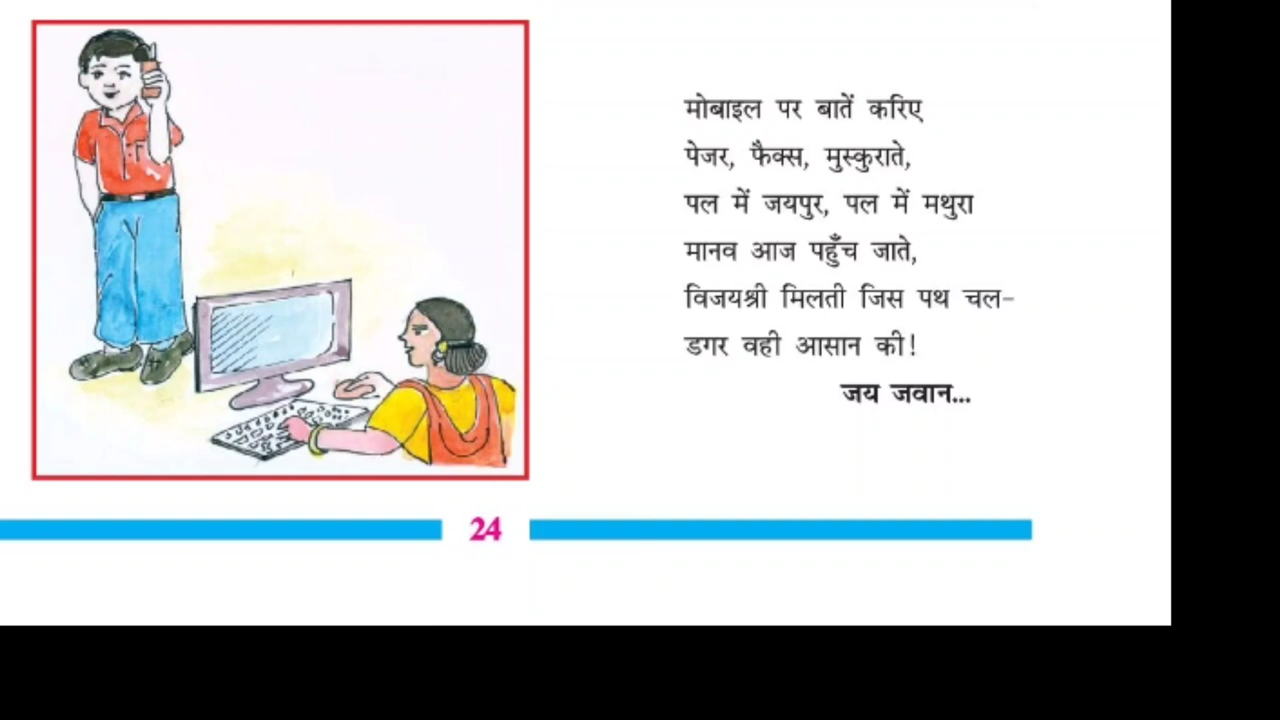 मोबाइल पर बातें करिए
पेजर, फैक्स, मुस्कुराते,
पल में जयपुर, पल में मथुरा
मानव आज पहुँच जाते,
विजयश्री मिलती जिस पथ चल-
डगर वही आसान की!
जय जवान...
24